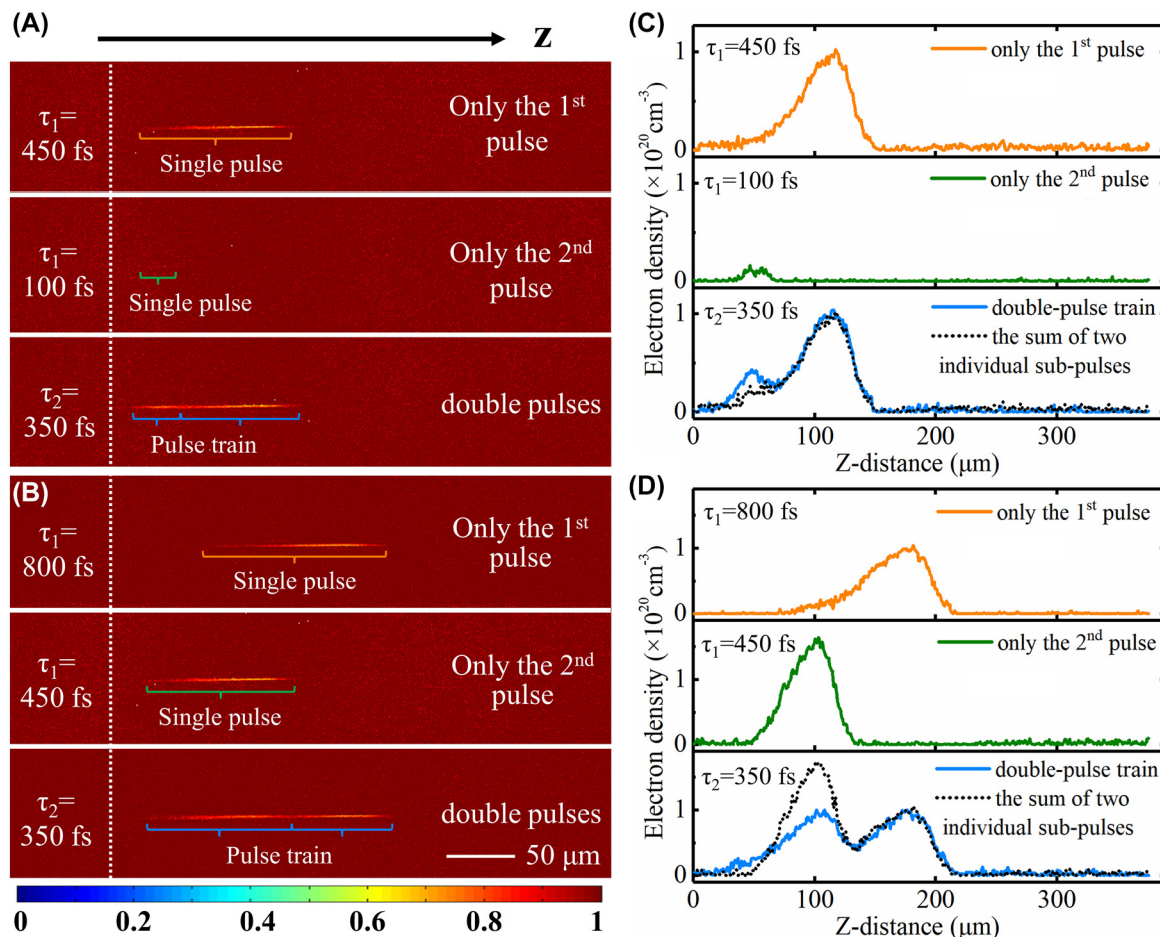 (A)
z
τ₁=
450 fs
Only the 1ˢᵗ
pulse
Single pulse
τ₁=
100 fs
Only the 2ⁿᵈ
pulse
Single pulse
τ₂=
350 fs
double pulses
Pulse train
(B)
τ₁=
800 fs
Only the 1ˢᵗ
pulse
Single pulse
τ₁=
450 fs
Only the 2ⁿᵈ
pulse
Single pulse
τ₂=
350 fs
double pulses
Pulse train
50 μm
0 0.2 0.4 0.6 0.8 1
(C)
τ₁=450 fs
only the 1ˢᵗ pulse
1
0
τ₁=100 fs
only the 2ⁿᵈ pulse
1
0
τ₂=350 fs
double-pulse train
the sum of two
individual sub-pulses
1
0
Electron density (×10²⁰ cm⁻³)
0 100 200 300
Z-distance (μm)
(D)
τ₁=800 fs
only the 1ˢᵗ pulse
1
0
τ₁=450 fs
only the 2ⁿᵈ pulse
1
0
τ₂=350 fs
double-pulse train
the sum of two
individual sub-pulses
1
0
Electron density (×10²⁰ cm⁻³)
0 100 200 300
Z-distance (μm)